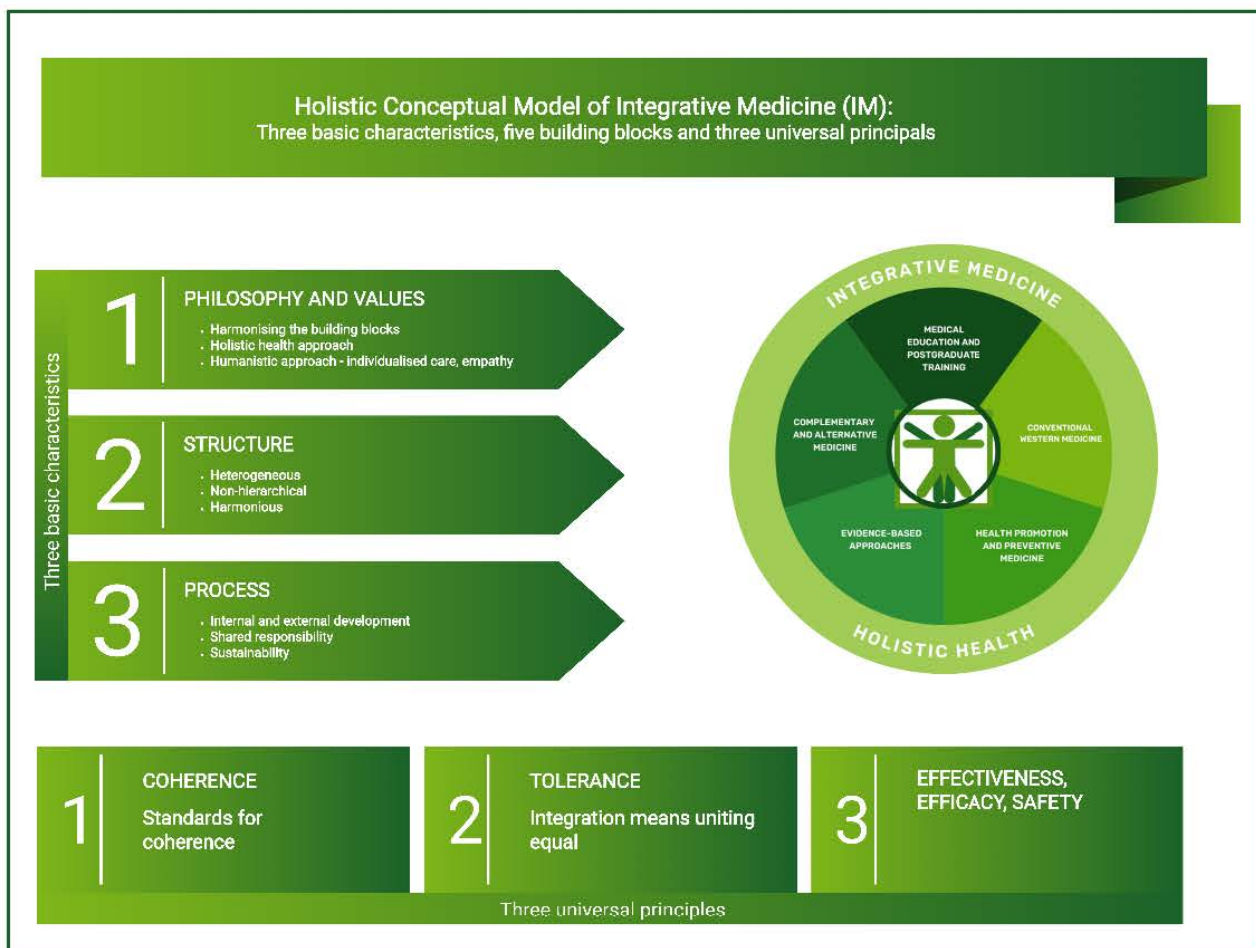 Holistic Conceptual Model of Integrative Medicine (IM):
Three basic characteristics, five building blocks and three universal principals
Three basic characteristics
1
PHILOSOPHY AND VALUES
• Harmonising the building blocks
• Holistic health approach
• Humanistic approach - individualised care, empathy
2
STRUCTURE
• Heterogeneous
• Non-hierarchical
• Harmonious
3
PROCESS
• Internal and external development
• Shared responsibility
• Sustainability
INTEGRATIVE MEDICINE
MEDICAL
EDUCATION AND
POSTGRADUATE
TRAINING
COMPLEMENTARY
AND ALTERNATIVE
MEDICINE
CONVENTIONAL
WESTERN MEDICINE
EVIDENCE-BASED
APPROACHES
HEALTH PROMOTION
AND PREVENTIVE
MEDICINE
HOLISTIC HEALTH
1
COHERENCE
Standards for
coherence
2
TOLERANCE
Integration means uniting
equal
3
EFFECTIVENESS,
EFFICACY, SAFETY
Three universal principles